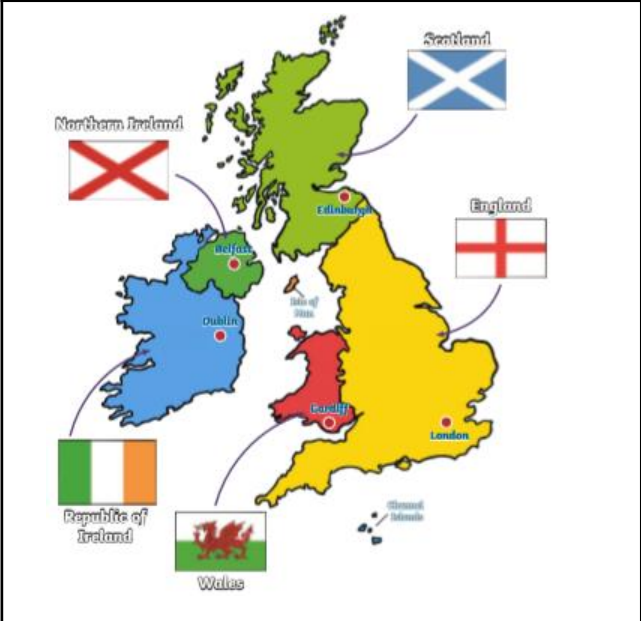 Scotland
Northern Ireland
Edinburgh
England
Belfast
Isle of
Man
Dublin
Cardiff
London
Channel
Islands
Republic of
Ireland
Wales